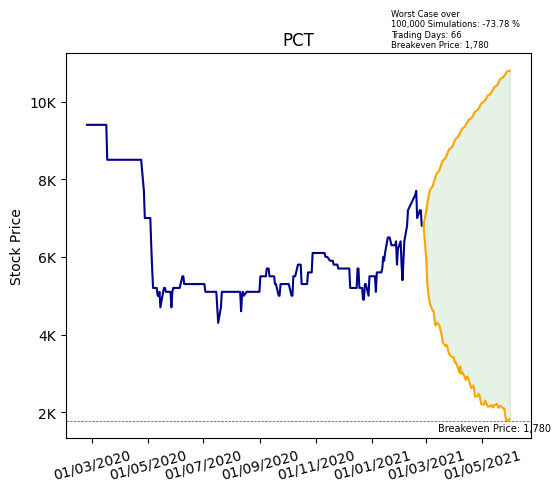 Worst Case over
100,000 Simulations: -73.78 %
Trading Days: 66
Breakeven Price: 1,780
PCT
Stock Price
10K
8K
6K
4K
2K
Breakeven Price: 1,780
01/03/2020
01/05/2020
01/07/2020
01/09/2020
01/11/2020
01/01/2021
01/03/2021
01/05/2021